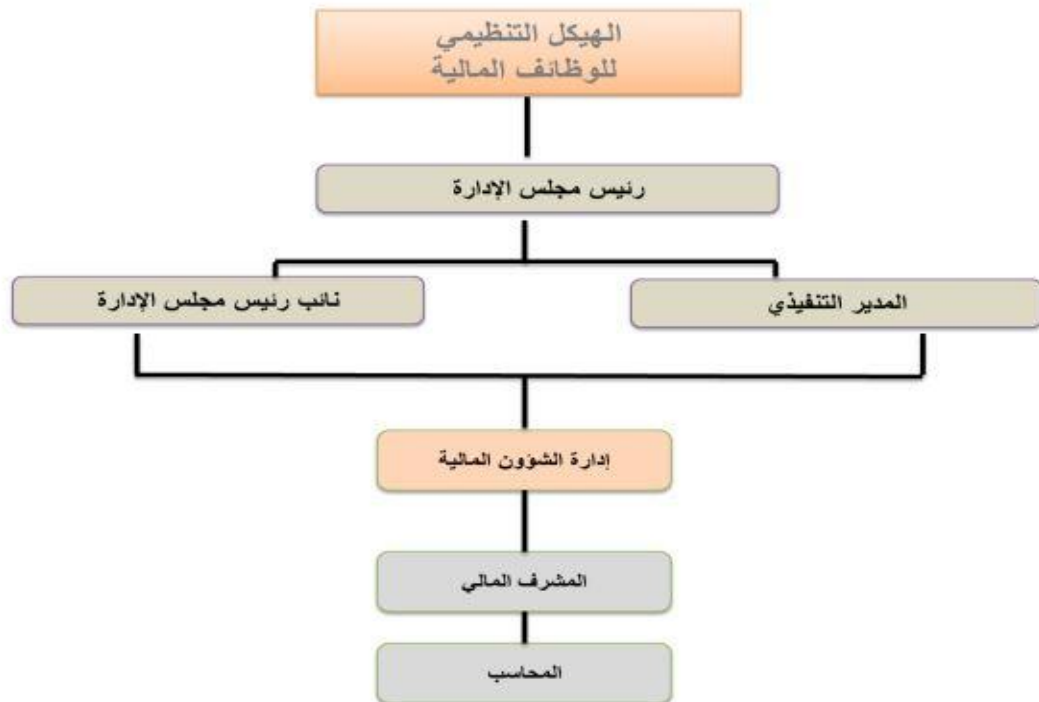 الهيكل التنظيمي
للوظائف المالية
رئيس مجلس الإدارة
المدير التنفيذي
نائب رئيس مجلس الإدارة
إدارة الشؤون المالية
المشرف المالي
المحاسب